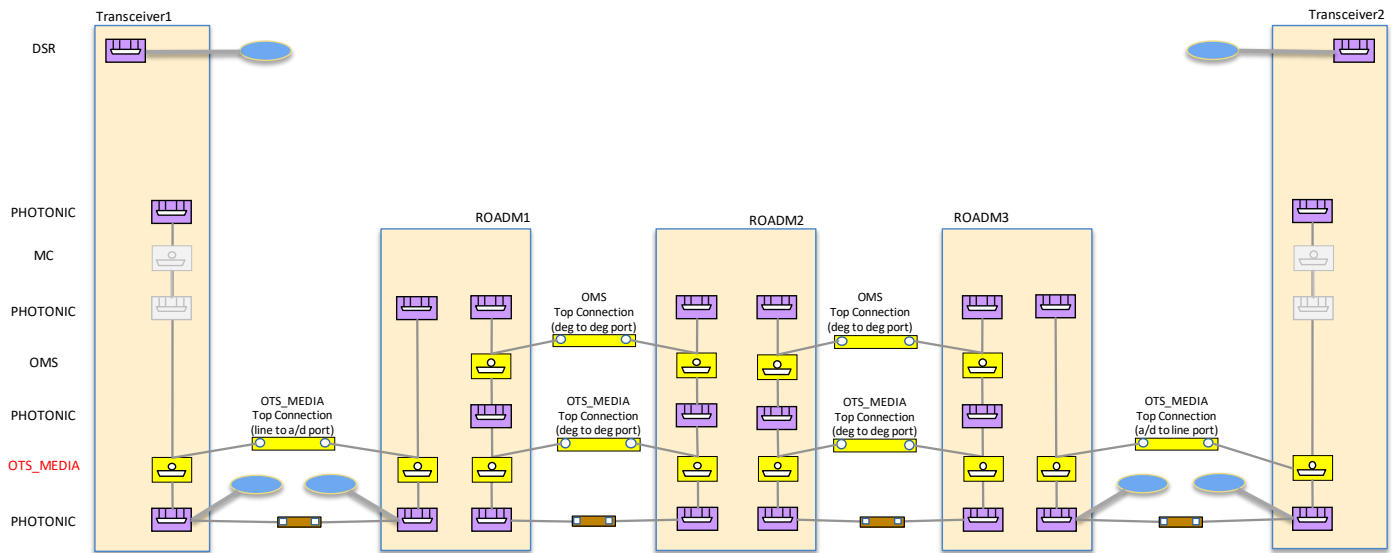 Transceiver1
Transceiver2
DSR
PHOTONIC
ROADM1
ROADM2
ROADM3
MC
PHOTONIC
OMS
Top Connection
(deg to deg port)
OMS
Top Connection
(deg to deg port)
OMS
PHOTONIC
OTS_MEDIA
Top Connection
(line to a/d port)
OTS_MEDIA
Top Connection
(deg to deg port)
OTS_MEDIA
Top Connection
(deg to deg port)
OTS_MEDIA
Top Connection
(a/d to line port)
OTS_MEDIA
PHOTONIC